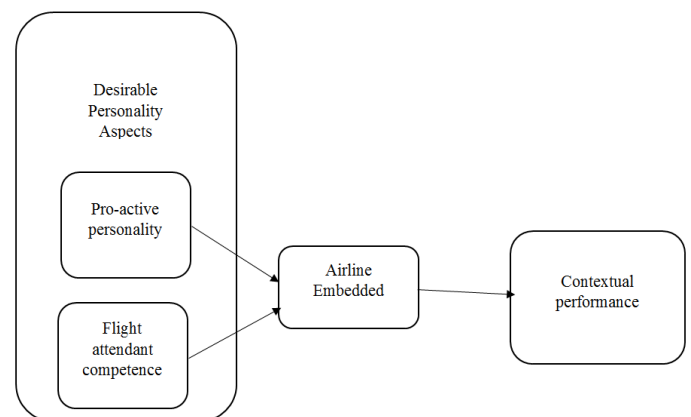 Desirable
Personality
Aspects
Pro-active
personality
Flight
attendant
competence
Airline
Embedded
Contextual
performance